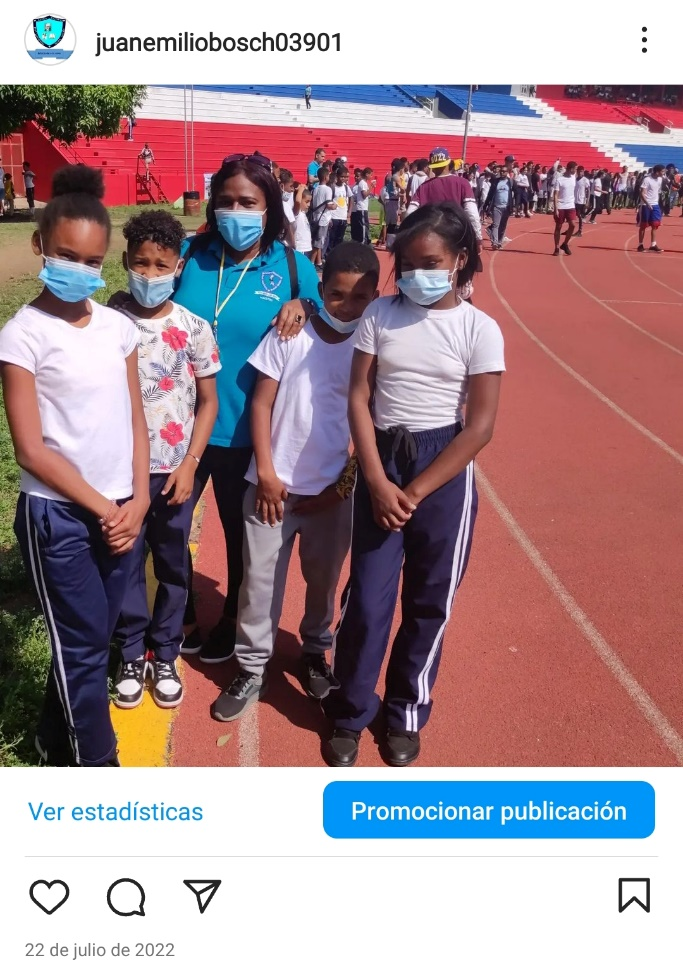 juanemiliobosch03901
Ver estadísticas
Promocionar publicación
22 de julio de 2022